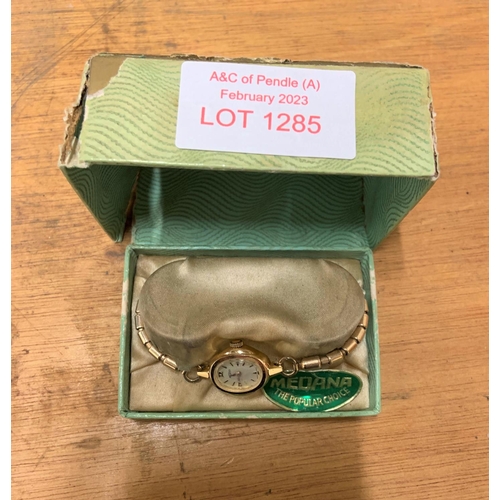 A&C of Pendle (A)
February 2023
LOT 1285
MEDANA
THE POPULAR CHOICE